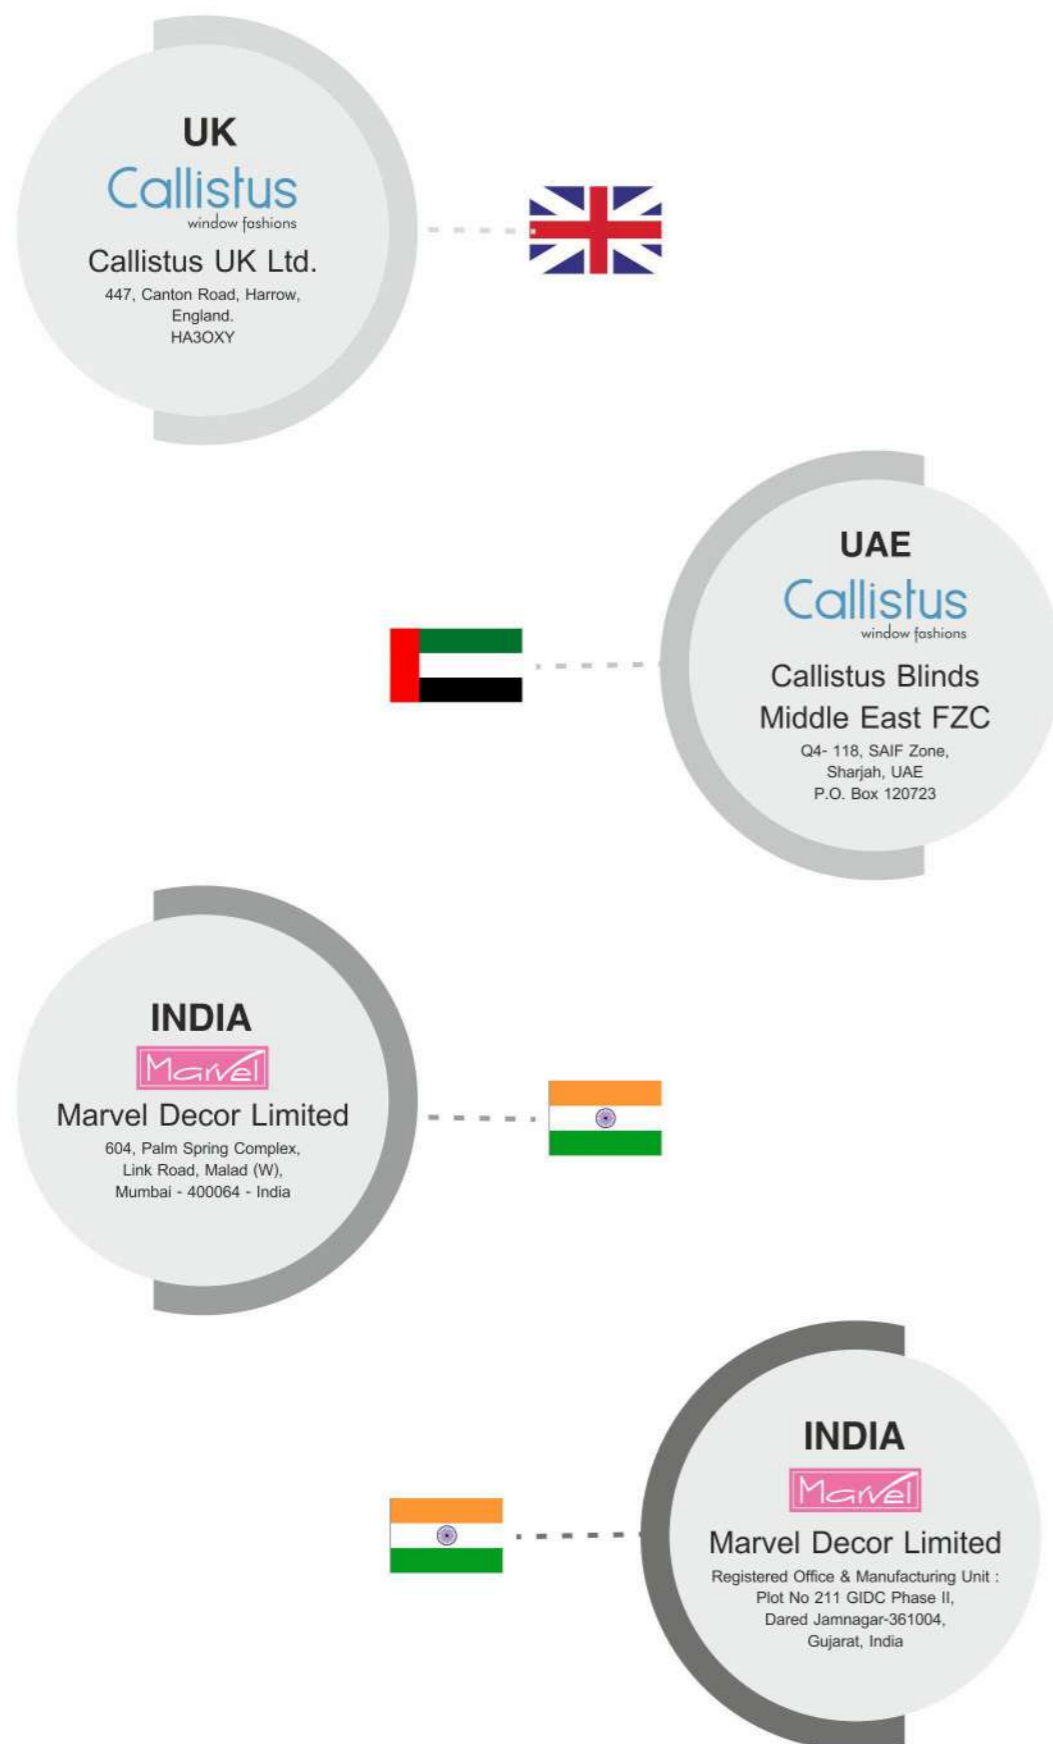 UK
Callistus
window fashions
Callistus UK Ltd.
447, Canton Road, Harrow,
England.
HA3OXY
UAE
Callistus
window fashions
Callistus Blinds
Middle East FZC
Q4- 118, SAIF Zone,
Sharjah, UAE
P.O. Box 120723
INDIA
Marvel
Marvel Decor Limited
604, Palm Spring Complex,
Link Road, Malad (W),
Mumbai - 400064 - India
INDIA
Marvel
Marvel Decor Limited
Registered Office & Manufacturing Unit :
Plot No 211 GIDC Phase II,
Dared Jamnagar-361004,
Gujarat, India